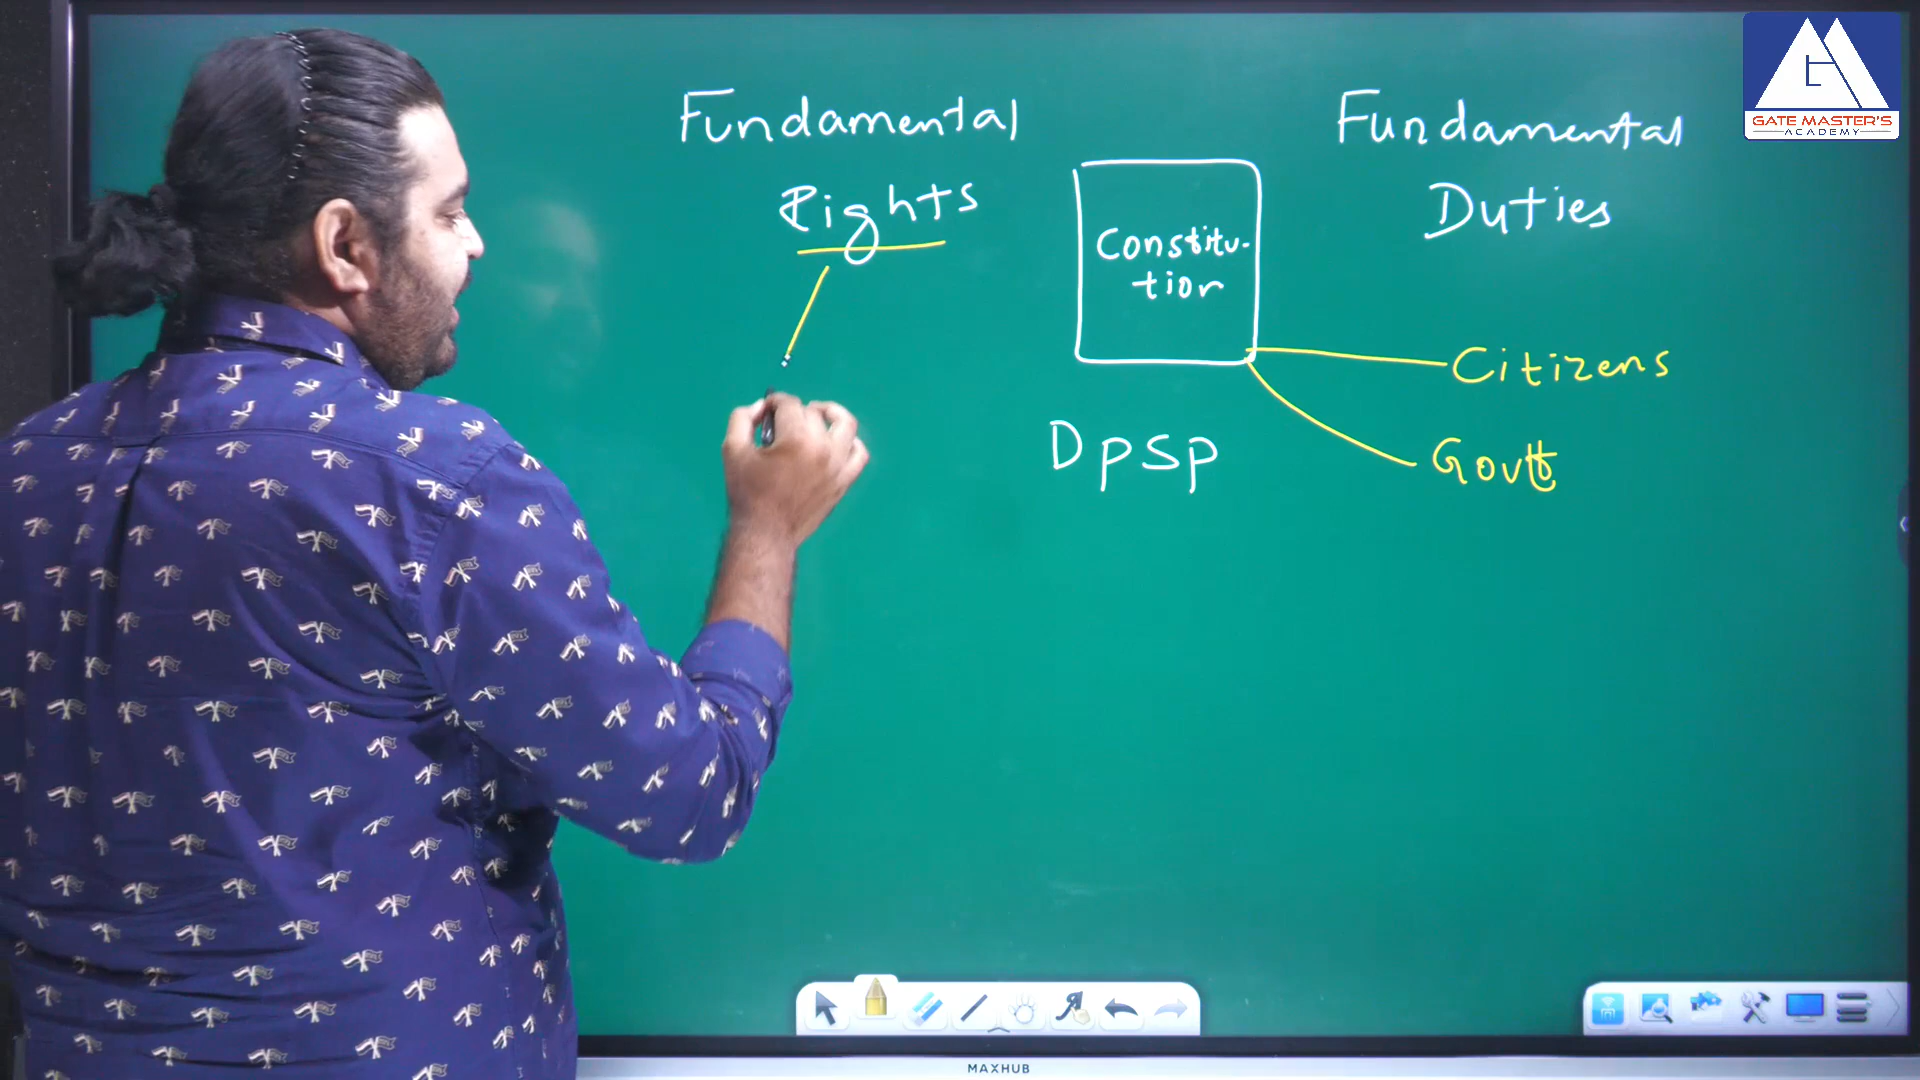 Fundamental
Rights
Constitu-
tion
DPSP
Fundamental
Duties
Citizens
Govt
GATE MASTER'S
ACADEMY
MAXHUB